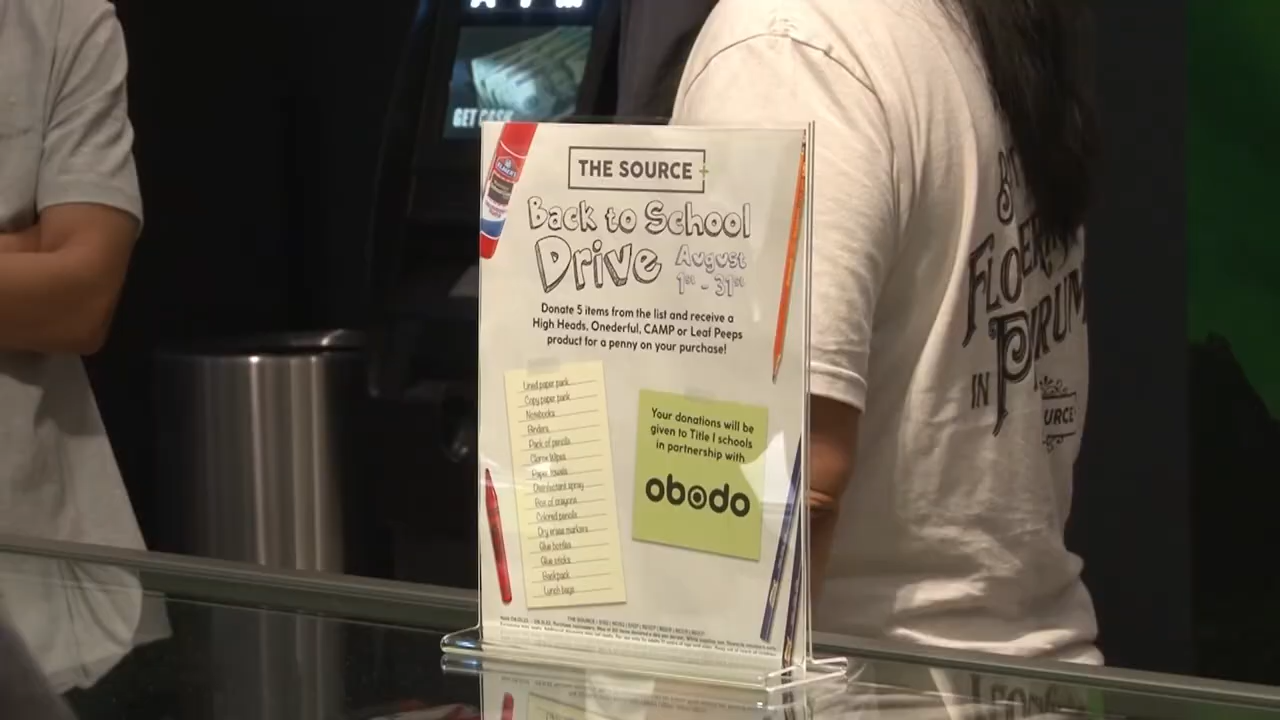 GET CASH
ELMER'S
THE SOURCE+
Back to School
Drive August
1st - 31st
Donate 5 items from the list and receive a
High Heads, Onederful, CAMP or Leaf Peeps
product for a penny on your purchase!
Lined paper pack
Copy paper pack
Notebooks
Binders
Pack of pencils
Clorox Wipes
Paper towels
Disinfectant spray
Box of crayons
Colored pencils
Dry erase markers
Glue bottles
Glue sticks
Backpack
Lunch bags
Your donations will be
given to Title I schools
in partnership with
obodo
IN
URCE